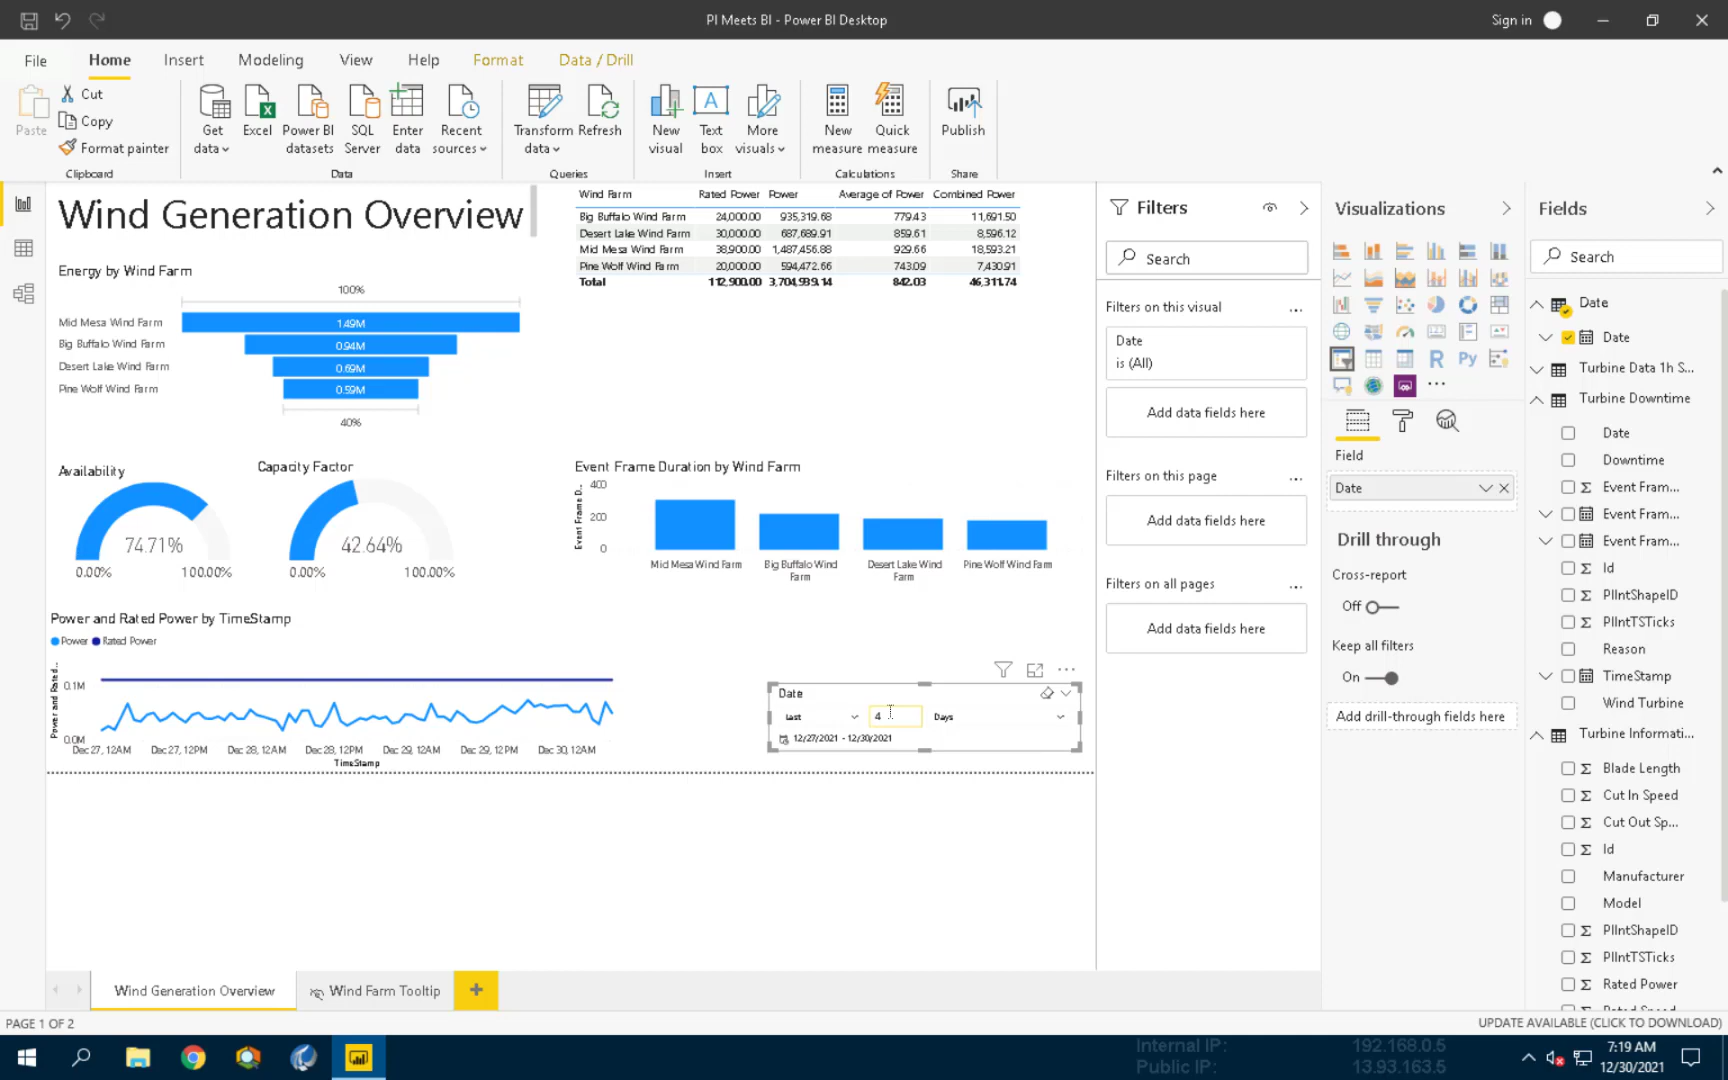 PI Meets BI - Power BI Desktop
Sign in
File Home Insert Modeling View Help Format Data / Drill
Paste
Cut
Copy
Format painter
Clipboard
Get data
Excel
Power BI datasets
SQL Server
Enter data
Recent sources
Data
Transform data
Refresh
Queries
New visual
Text box
More visuals
Insert
New measure
Quick measure
Calculations
Publish
Share
Wind Generation Overview
Wind Farm Rated Power Power Average of Power Combined Power
Big Buffalo Wind Farm 24,000.00 935,319.68 779.43 11,691.50
Desert Lake Wind Farm 30,000.00 687,689.91 859.61 8,596.12
Mid Mesa Wind Farm 38,900.00 1,487,456.88 929.66 18,593.21
Pine Wolf Wind Farm 20,000.00 594,472.66 743.09 7,430.91
Total 112,900.00 3,704,939.14 842.03 46,311.74
Energy by Wind Farm
100%
Mid Mesa Wind Farm 1.49M
Big Buffalo Wind Farm 0.94M
Desert Lake Wind Farm 0.69M
Pine Wolf Wind Farm 0.59M
40%
Availability
74.71%
0.00% 100.00%
Capacity Factor
42.64%
0.00% 100.00%
Event Frame Duration by Wind Farm
Event Frame D...
400
200
0
Mid Mesa Wind Farm
Big Buffalo Wind Farm
Desert Lake Wind Farm
Pine Wolf Wind Farm
Power and Rated Power by TimeStamp
Power Rated Power
Power and Rated...
0.1M
0.0M
Dec 27, 12AM Dec 27, 12PM Dec 28, 12AM Dec 28, 12PM Dec 29, 12AM Dec 29, 12PM Dec 30, 12AM
TimeStamp
Date
Last 4 Days
12/27/2021 - 12/30/2021
Filters
Search
Filters on this visual ...
Date
is (All)
Add data fields here
Filters on this page ...
Add data fields here
Filters on all pages ...
Add data fields here
Visualizations
R Py
Field
Date
Drill through
Cross-report
Off
Keep all filters
On
Add drill-through fields here
Fields
Search
Date
Date
Turbine Data 1h S...
Turbine Downtime
Date
Downtime
Event Fram...
Event Fram...
Event Fram...
Id
PIIntShapeID
PIIntTSTicks
Reason
TimeStamp
Wind Turbine
Turbine Informati...
Blade Length
Cut In Speed
Cut Out Sp...
Id
Manufacturer
Model
PIIntShapeID
PIIntTSTicks
Rated Power
Wind Generation Overview
Wind Farm Tooltip
PAGE 1 OF 2
UPDATE AVAILABLE (CLICK TO DOWNLOAD)
Internal IP: 192.168.0.5
Public IP: 13.93.163.5
7:19 AM
12/30/2021